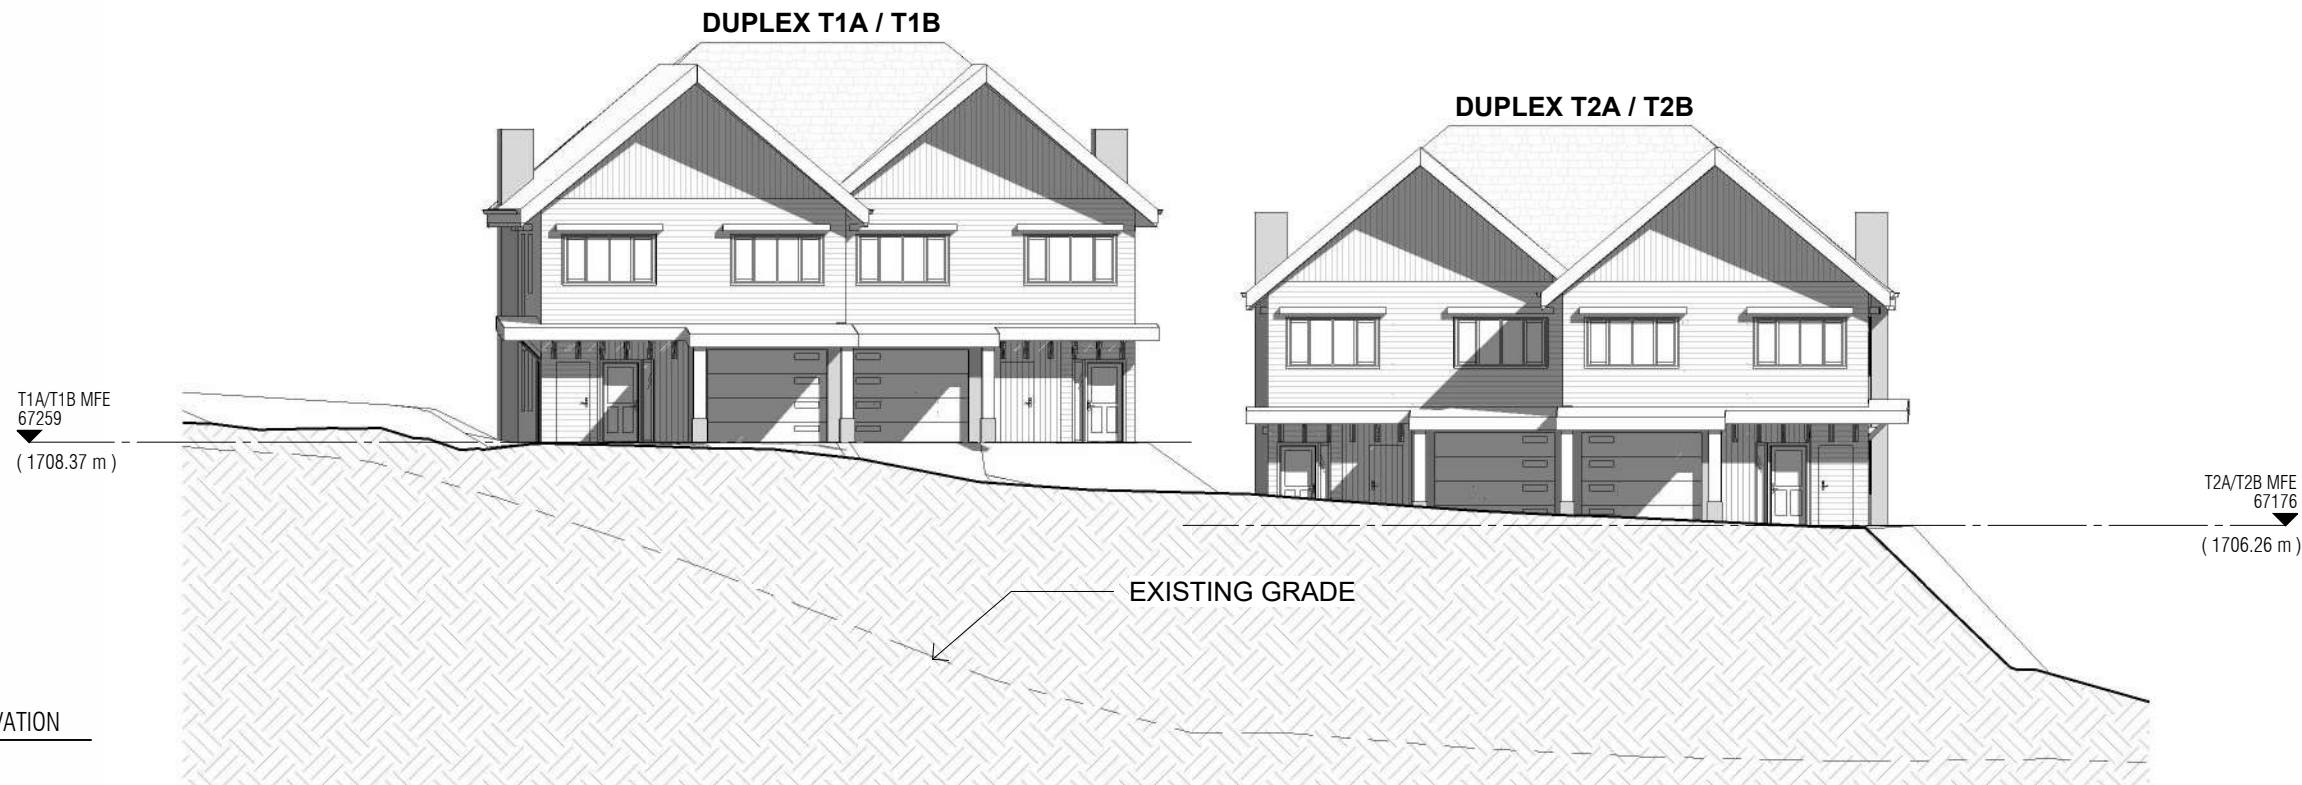 DUPLEX T1A / T1B
DUPLEX T2A / T2B
T1A/T1B MFE
67259
( 1708.37 m )
T2A/T2B MFE
67176
( 1706.26 m )
EXISTING GRADE
VATION